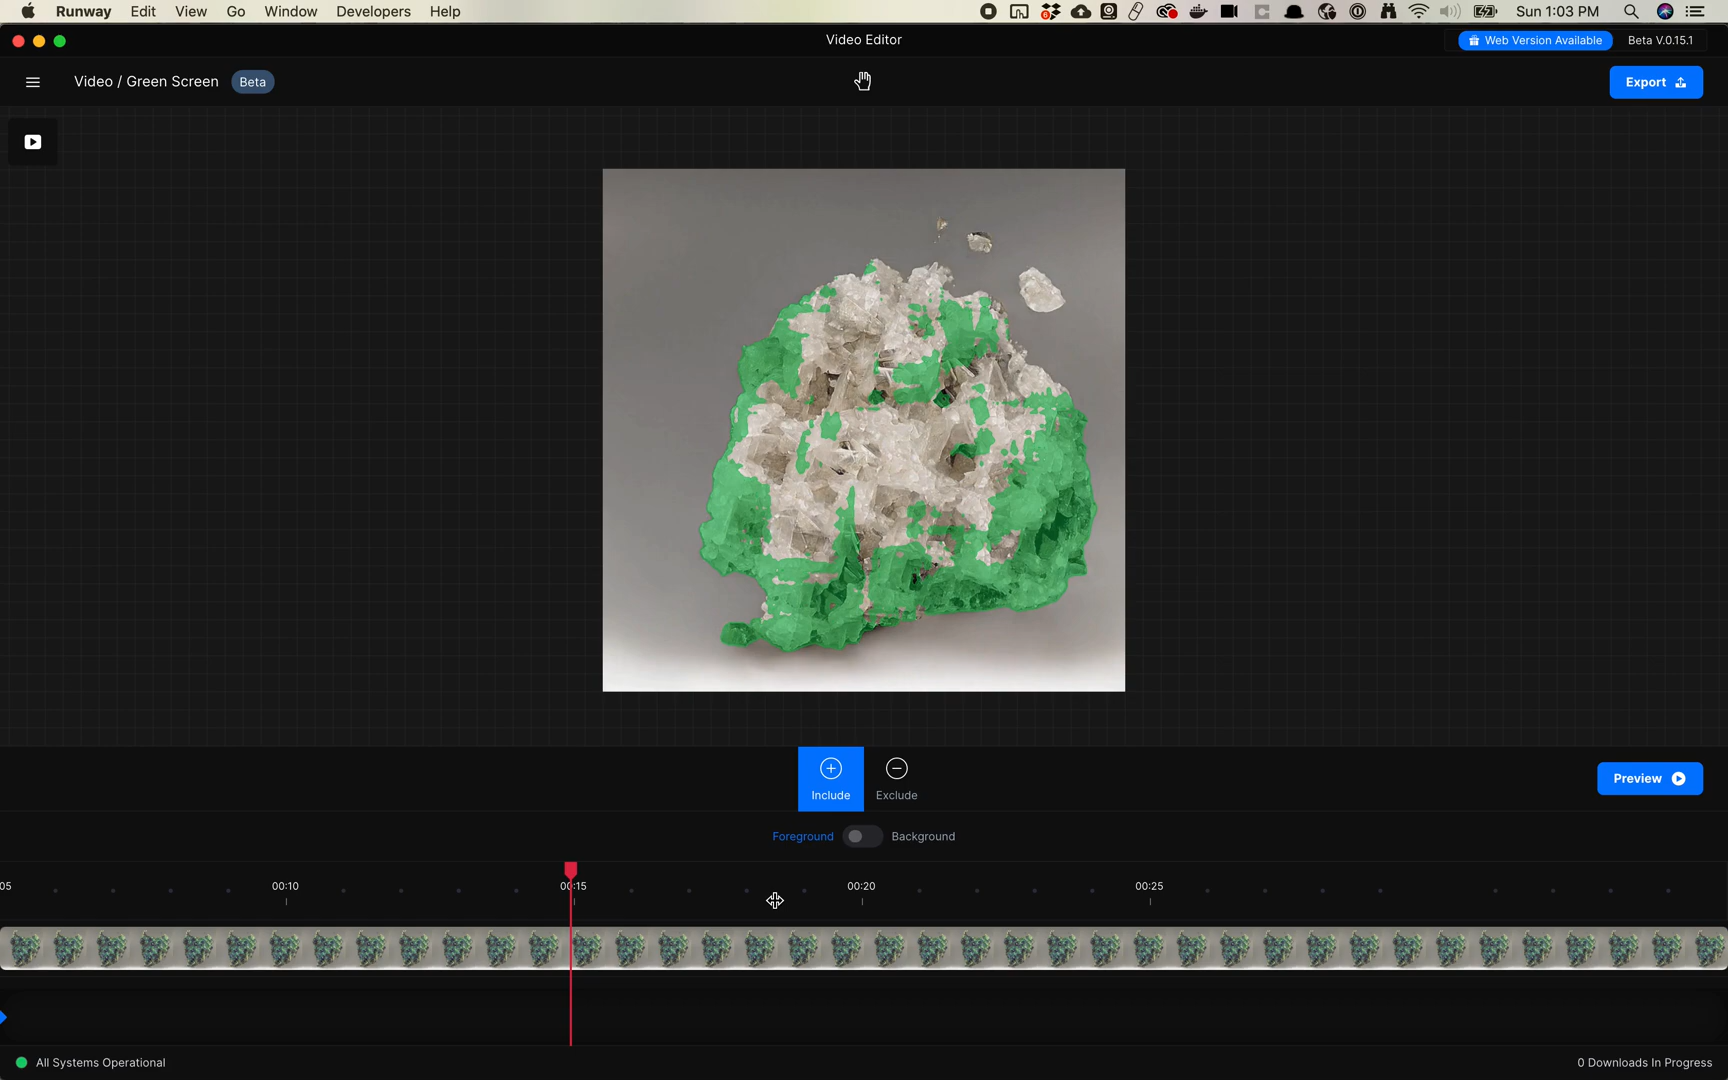 Runway Edit View Go Window Developers Help
6
Sun 1:03 PM
Video Editor
Web Version Available
Beta V.0.15.1
Video / Green Screen Beta
Export
Include Exclude
Preview
Foreground Background
05 00:10 00:15 00:20 00:25
All Systems Operational
0 Downloads In Progress